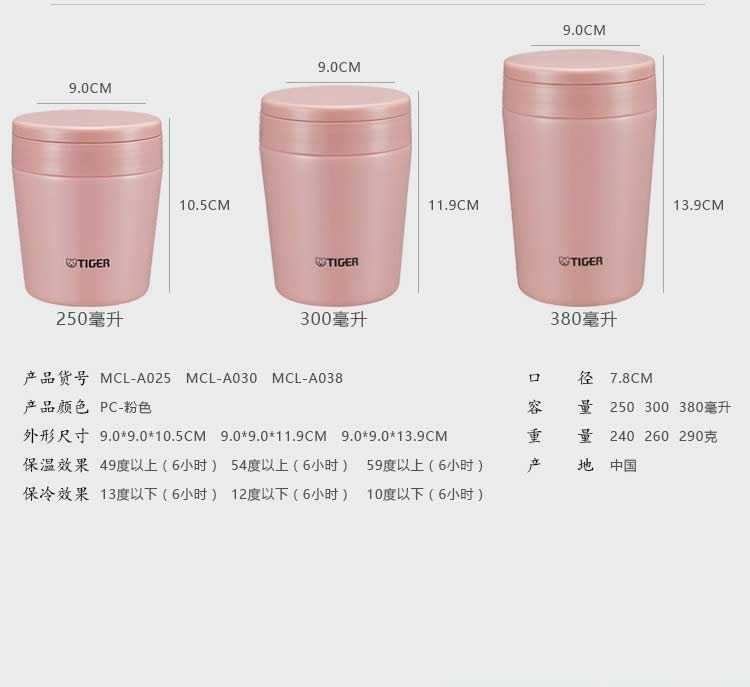 9.0CM
9.0CM
9.0CM
10.5CM
11.9CM
13.9CM
TIGER
TIGER
TIGER
250毫升
300毫升
380毫升
产品货号 MCL-A025 MCL-A030 MCL-A038
产品颜色 PC-粉色
外形尺寸 9.0*9.0*10.5CM 9.0*9.0*11.9CM 9.0*9.0*13.9CM
保温效果 49度以上(6小时) 54度以上(6小时) 59度以上(6小时)
保冷效果 13度以下(6小时) 12度以下(6小时) 10度以下(6小时)
口 径 7.8CM
容 量 250 300 380毫升
重 量 240 260 290克
产 地 中国